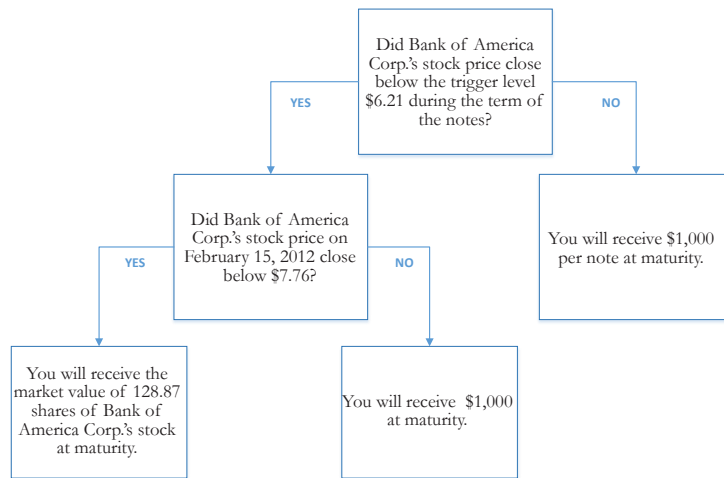 Did Bank of America
Corp.'s stock price close
below the trigger level
$6.21 during the term of
the notes?
YES
NO
Did Bank of America
Corp.'s stock price on
February 15, 2012 close
below $7.76?
You will receive $1,000
per note at maturity.
YES
NO
You will receive the
market value of 128.87
shares of Bank of
America Corp.'s stock
at maturity.
You will receive $1,000
at maturity.